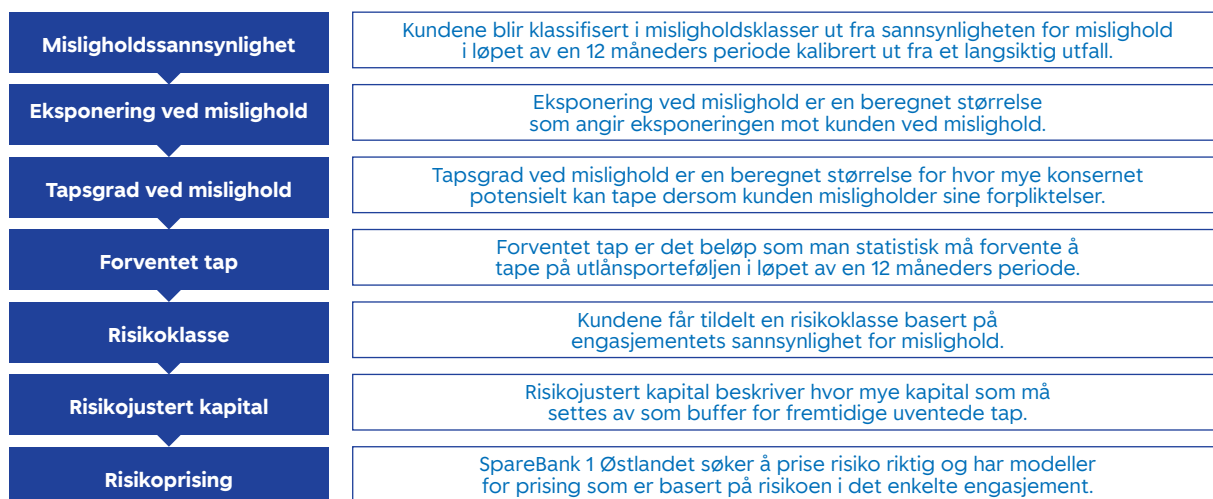 Misligholdssannsynlighet
Kundene blir klassifisert i misligholdsklasser ut fra sannsynligheten for mislighold
i løpet av en 12 måneders periode kalibrert ut fra et langsiktig utfall.
Eksponering ved mislighold
Eksponering ved mislighold er en beregnet størrelse
som angir eksponeringen mot kunden ved mislighold.
Tapsgrad ved mislighold
Tapsgrad ved mislighold er en beregnet størrelse for hvor mye konsernet
potensielt kan tape dersom kunden misligholder sine forpliktelser.
Forventet tap
Forventet tap er det beløp som man statistisk må forvente å
tape på utlånsporteføljen i løpet av en 12 måneders periode.
Risikoklasse
Kundene får tildelt en risikoklasse basert på
engasjementets sannsynlighet for mislighold.
Risikojustert kapital
Risikojustert kapital beskriver hvor mye kapital som må
settes av som buffer for fremtidige uventede tap.
Risikoprising
SpareBank 1 Østlandet søker å prise risiko riktig og har modeller
for prising som er basert på risikoen i det enkelte engasjement.